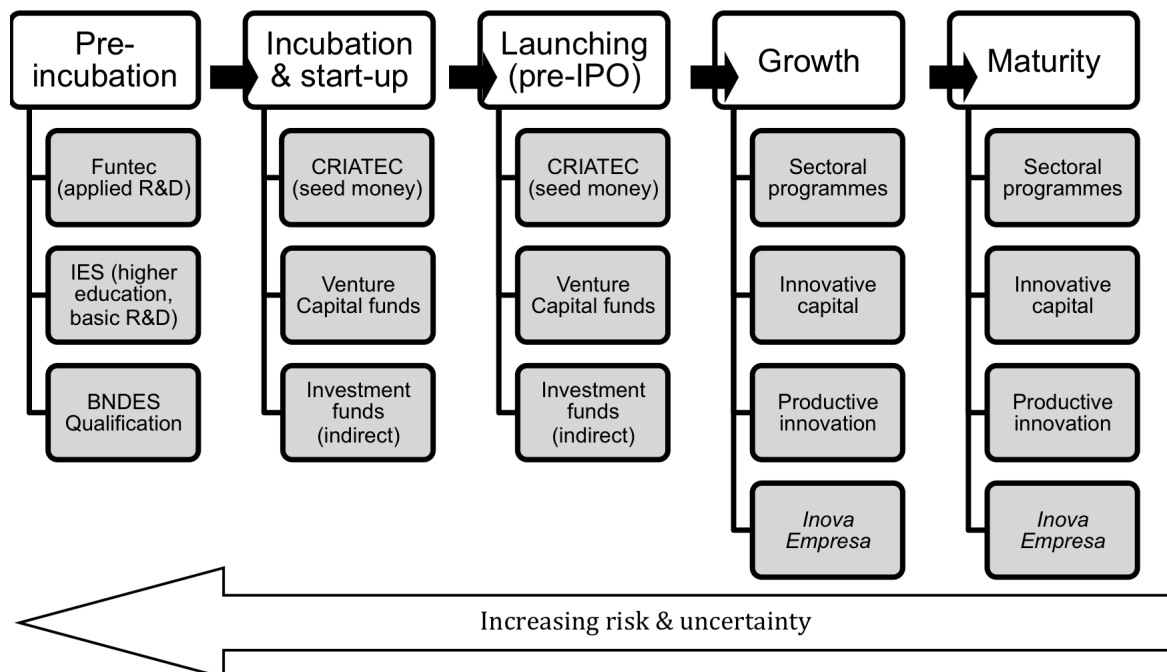 Pre-
incubation
Incubation
& start-up
Launching
(pre-IPO)
Growth
Maturity
Funtec
(applied R&D)
IES (higher
education,
basic R&D)
BNDES
Qualification
CRIATEC
(seed money)
Venture
Capital funds
Investment
funds
(indirect)
CRIATEC
(seed money)
Venture
Capital funds
Investment
funds
(indirect)
Sectoral
programmes
Innovative
capital
Productive
innovation
Inova
Empresa
Sectoral
programmes
Innovative
capital
Productive
innovation
Inova
Empresa
Increasing risk & uncertainty